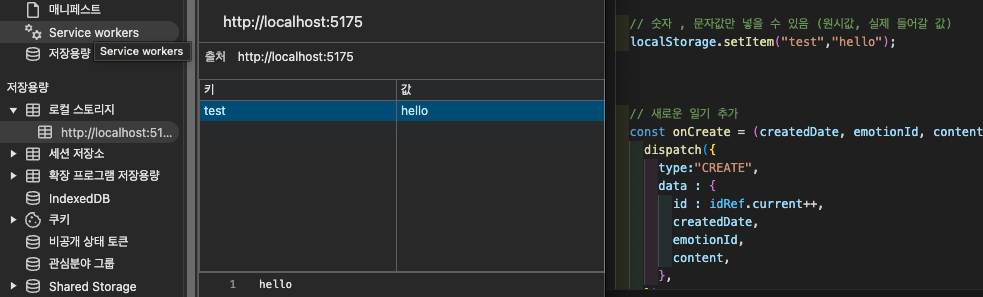 매니페스트
Service workers
저장용량
Service workers
저장용량
로컬 스토리지
http://localhost:51...
세션 저장소
확장 프로그램 저장용량
IndexedDB
쿠키
비공개 상태 토큰
관심분야 그룹
Shared Storage
http://localhost:5175
출처 http://localhost:5175
키 값
test hello
1 hello
// 숫자 , 문자값만 넣을 수 있음 (원시값, 실제 들어갈 값)
localStorage.setItem("test","hello");
// 새로운 일기 추가
const onCreate = (createdDate, emotionId, content
dispatch({
type:"CREATE",
data : {
id : idRef.current++,
createdDate,
emotionId,
content,
},